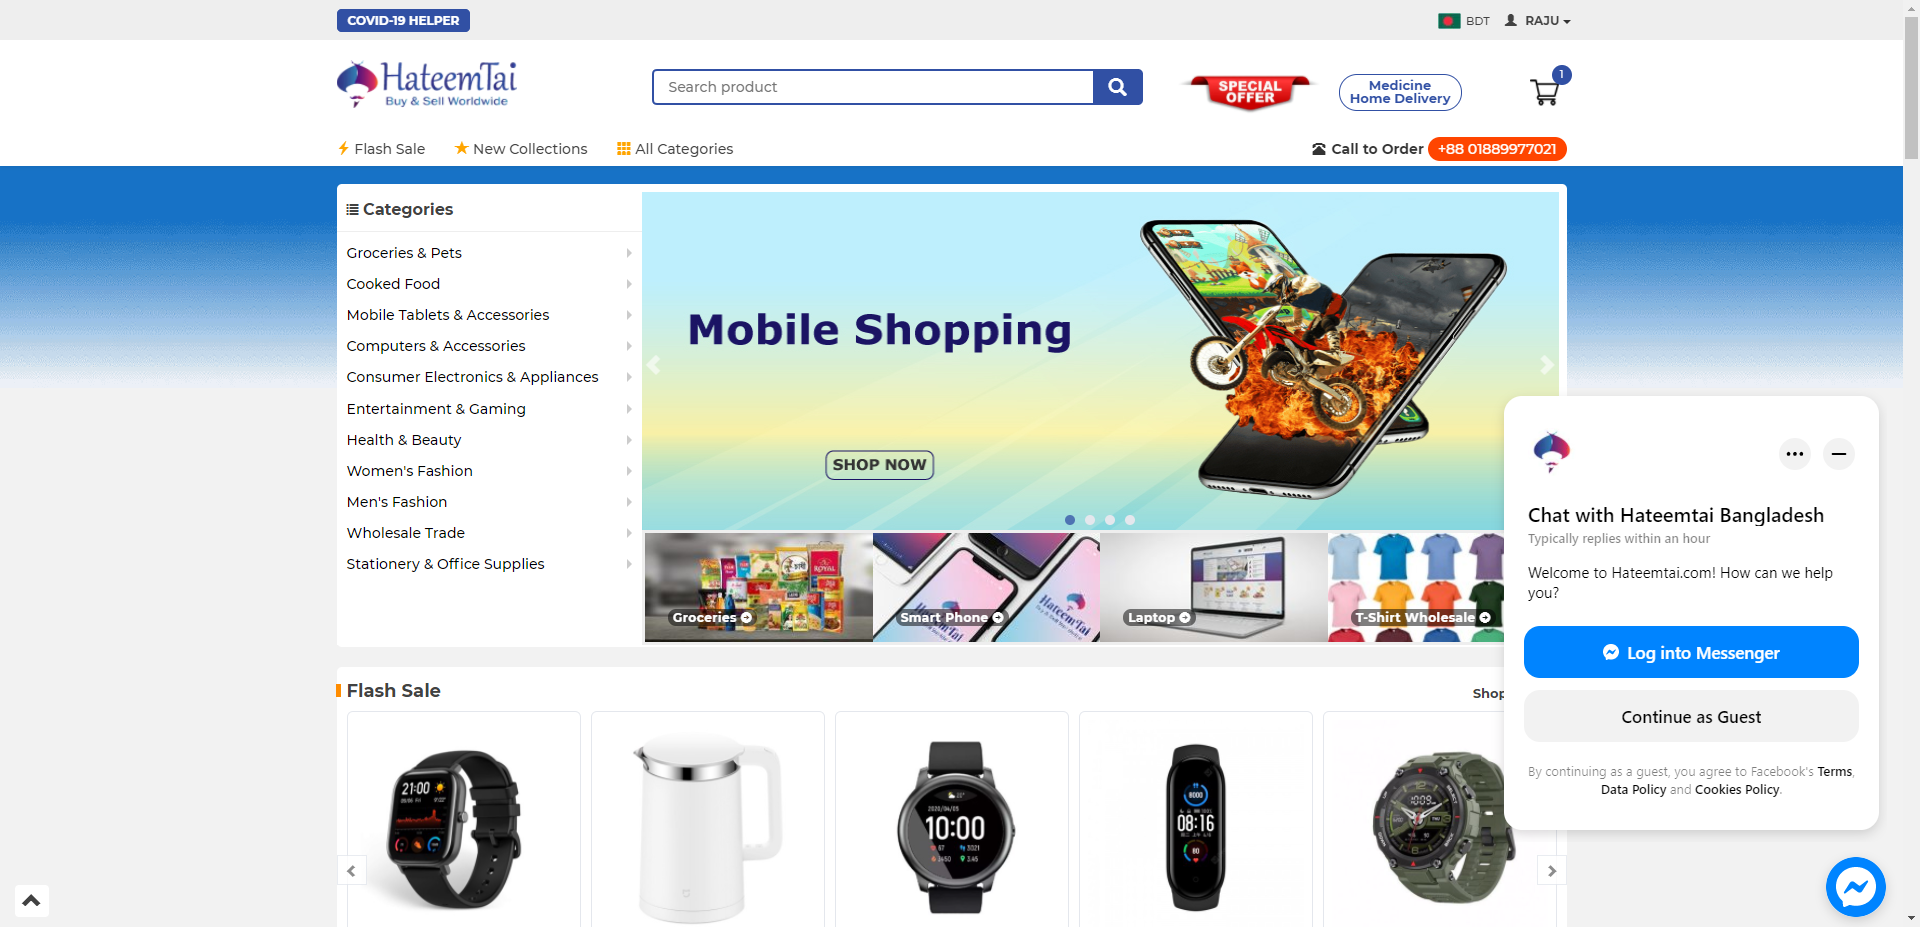 COVID-19 HELPER
BDT
RAJU
HateemTai
Buy & Sell Worldwide
Search product
SPECIAL
OFFER
Medicine
Home Delivery
1
Flash Sale
New Collections
All Categories
Call to Order
+88 01889977021
Categories
Groceries & Pets
Cooked Food
Mobile Tablets & Accessories
Computers & Accessories
Consumer Electronics & Appliances
Entertainment & Gaming
Health & Beauty
Women's Fashion
Men's Fashion
Wholesale Trade
Stationery & Office Supplies
Mobile Shopping
SHOP NOW
Groceries
Smart Phone
Laptop
T-Shirt Wholesale
Chat with Hateemtai Bangladesh
Typically replies within an hour
Welcome to Hateemtai.com! How can we help
you?
Log into Messenger
Continue as Guest
By continuing as a guest, you agree to Facebook's Terms,
Data Policy and Cookies Policy.
Flash Sale
Shop
21:00
10:00
08:16